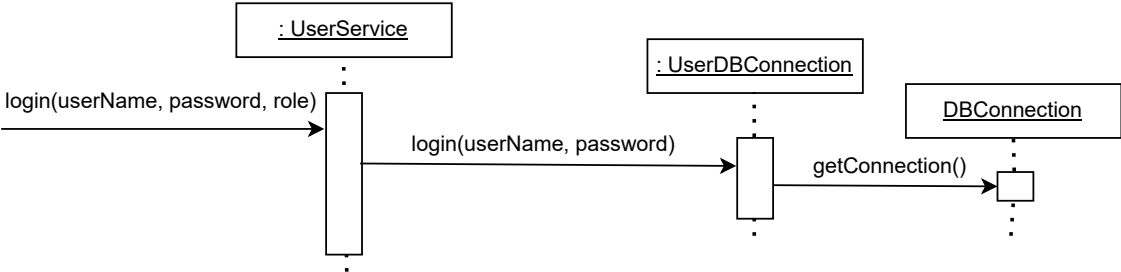 : UserService
: UserDBConnection
DBConnection
login(userName, password, role)
login(userName, password)
getConnection()